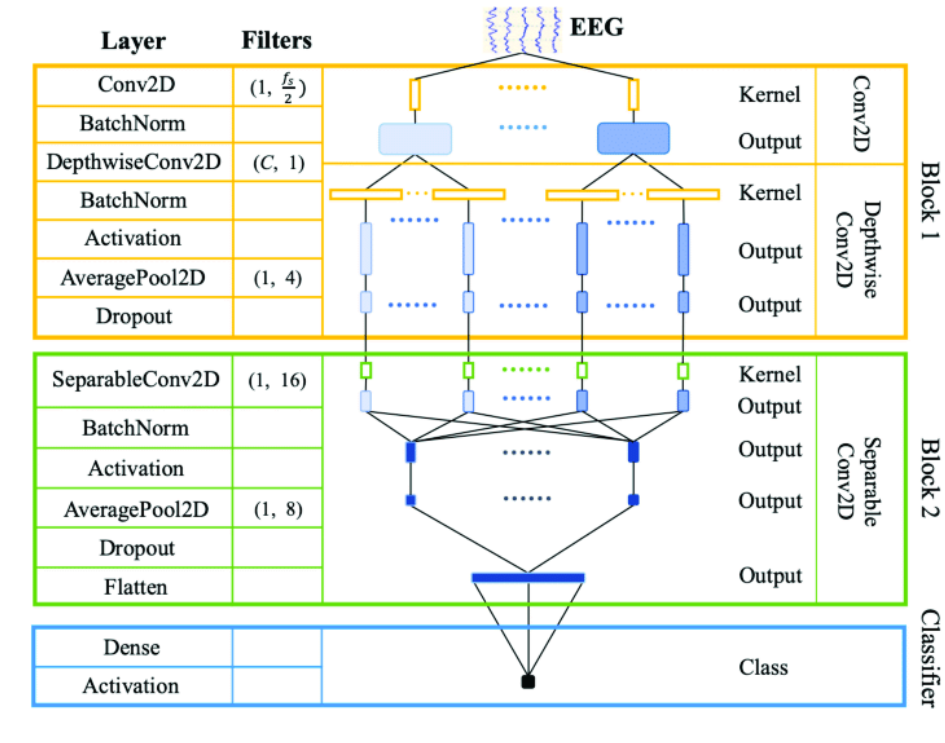 EEG
Layer Filters
Conv2D (1, fs/2)
BatchNorm
DepthwiseConv2D (C, 1)
BatchNorm
Activation
AveragePool2D (1, 4)
Dropout
Kernel
Output
Conv2D
Kernel
Output
Output
Depthwise
Conv2D
Block 1
SeparableConv2D (1, 16)
BatchNorm
Activation
AveragePool2D (1, 8)
Dropout
Flatten
Kernel
Output
Output
Output
Output
Separable
Conv2D
Block 2
Dense
Activation
Class
Classifier